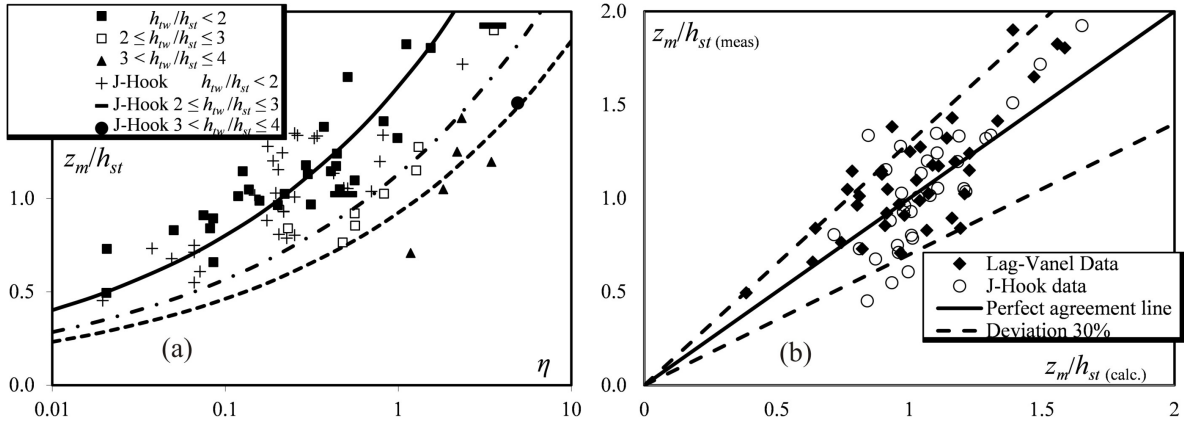 h_tw/h_st < 2
2 ≤ h_tw/h_st ≤ 3
3 < h_tw/h_st ≤ 4
J-Hook h_tw/h_st < 2
J-Hook 2 ≤ h_tw/h_st ≤ 3
J-Hook 3 < h_tw/h_st ≤ 4
z_m/h_st
1.0
0.5
0.0
(a)
η
0.01 0.1 1 10
2.0
z_m/h_st (meas)
1.5
1.0
0.5
0.0
Lag-Vanel Data
J-Hook data
Perfect agreement line
Deviation 30%
(b)
z_m/h_st (calc.)
0 0.5 1 1.5 2